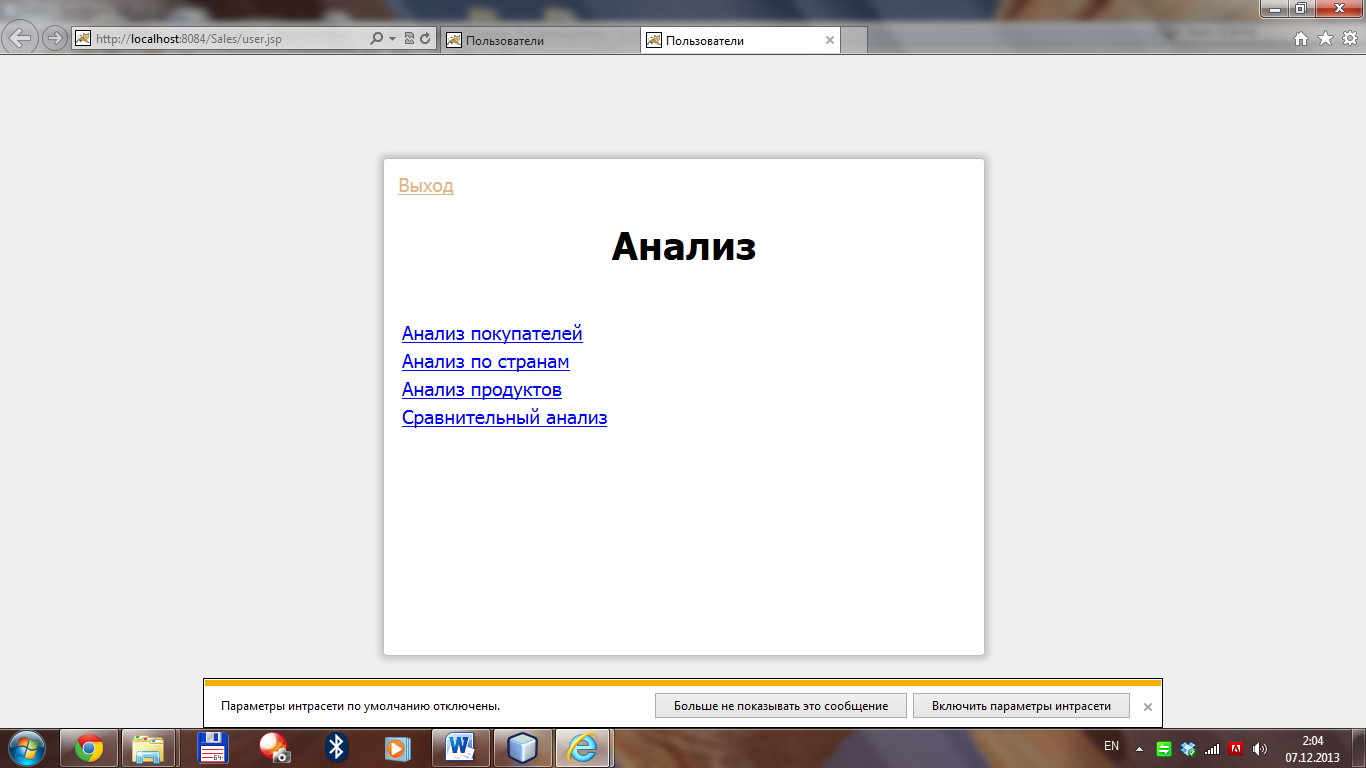 http://localhost:8084/Sales/user.jsp
Пользователи
Пользователи
Выход
Анализ
Анализ покупателей
Анализ по странам
Анализ продуктов
Сравнительный анализ
Параметры интрасети по умолчанию отключены.
Больше не показывать это сообщение
Включить параметры интрасети
EN
2:04
07.12.2013